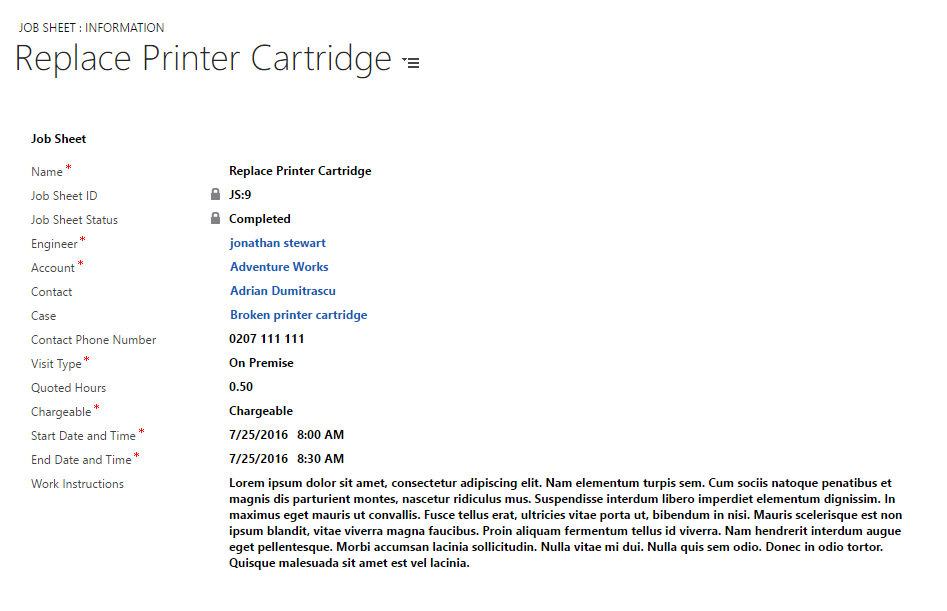 JOB SHEET : INFORMATION
Replace Printer Cartridge
Job Sheet
Name* Replace Printer Cartridge
Job Sheet ID JS:9
Job Sheet Status Completed
Engineer* jonathan stewart
Account* Adventure Works
Contact Adrian Dumitrascu
Case Broken printer cartridge
Contact Phone Number 0207 111 111
Visit Type* On Premise
Quoted Hours 0.50
Chargeable* Chargeable
Start Date and Time* 7/25/2016 8:00 AM
End Date and Time* 7/25/2016 8:30 AM
Work Instructions Lorem ipsum dolor sit amet, consectetur adipiscing elit. Nam elementum turpis sem. Cum sociis natoque penatibus et
magnis dis parturient montes, nascetur ridiculus mus. Suspendisse interdum libero imperdiet elementum dignissim. In
maximus eget mauris ut convallis. Fusce tellus erat, ultricies vitae porta ut, bibendum in nisi. Mauris scelerisque est non
ipsum blandit, vitae viverra magna faucibus. Proin aliquam fermentum tellus id viverra. Nam hendrerit interdum augue
eget pellentesque. Morbi accumsan lacinia sollicitudin. Nulla vitae mi dui. Nulla quis sem odio. Donec in odio tortor.
Quisque malesuada sit amet est vel lacinia.